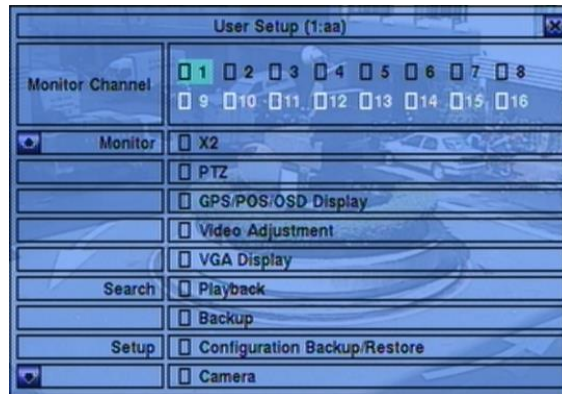 User Setup (1:aa)
Monitor Channel
1 2 3 4 5 6 7 8
9 10 11 12 13 14 15 16
Monitor X2
PTZ
GPS/POS/OSD Display
Video Adjustment
VGA Display
Search Playback
Backup
Setup Configuration Backup/Restore
Camera